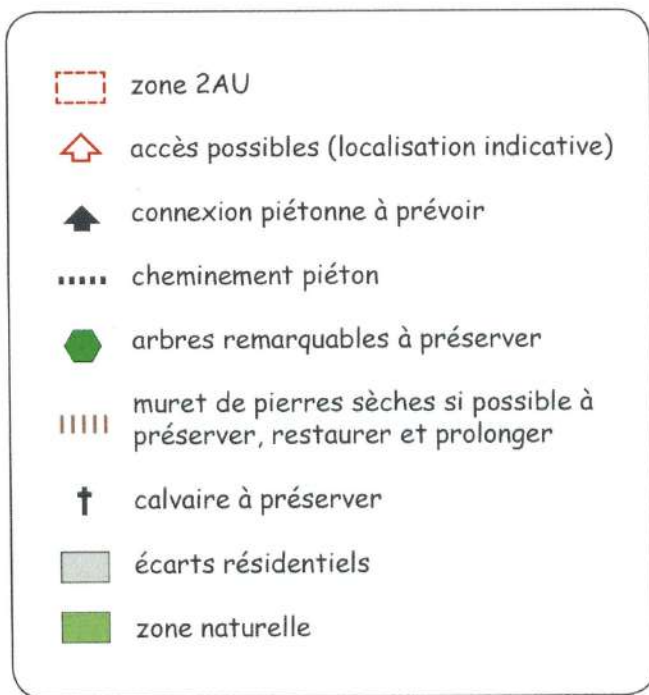 zone 2AU
accès possibles (localisation indicative)
connexion piétonne à prévoir
cheminement piéton
arbres remarquables à préserver
muret de pierres sèches si possible à
préserver, restaurer et prolonger
calvaire à préserver
écarts résidentiels
zone naturelle